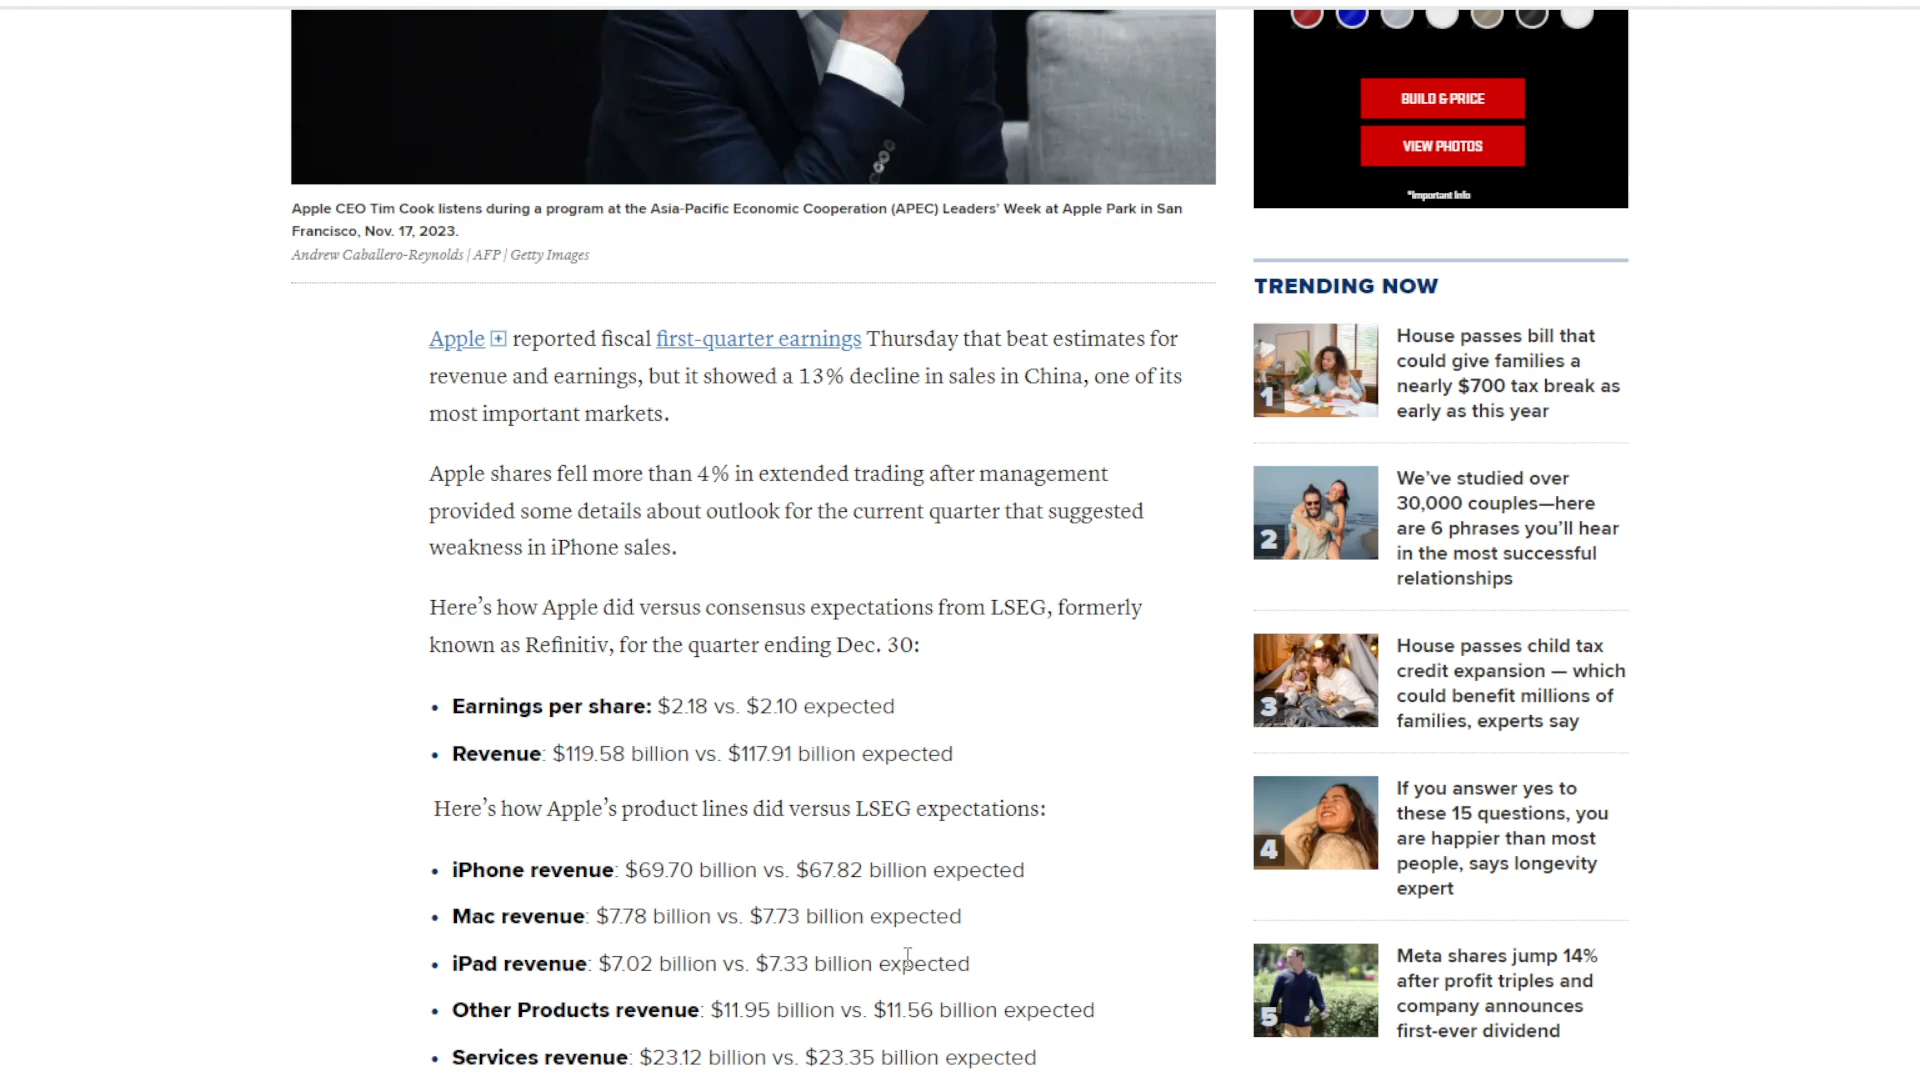 BUILD & PRICE
VIEW PHOTOS
*Important Info
Apple CEO Tim Cook listens during a program at the Asia-Pacific Economic Cooperation (APEC) Leaders’ Week at Apple Park in San
Francisco, Nov. 17, 2023.
Andrew Caballero-Reynolds | AFP | Getty Images
Apple + reported fiscal first-quarter earnings Thursday that beat estimates for
revenue and earnings, but it showed a 13% decline in sales in China, one of its
most important markets.
Apple shares fell more than 4% in extended trading after management
provided some details about outlook for the current quarter that suggested
weakness in iPhone sales.
Here’s how Apple did versus consensus expectations from LSEG, formerly
known as Refinitiv, for the quarter ending Dec. 30:
• Earnings per share: $2.18 vs. $2.10 expected
• Revenue: $119.58 billion vs. $117.91 billion expected
Here’s how Apple’s product lines did versus LSEG expectations:
• iPhone revenue: $69.70 billion vs. $67.82 billion expected
• Mac revenue: $7.78 billion vs. $7.73 billion expected
• iPad revenue: $7.02 billion vs. $7.33 billion expected
• Other Products revenue: $11.95 billion vs. $11.56 billion expected
• Services revenue: $23.12 billion vs. $23.35 billion expected
TRENDING NOW
1
House passes bill that
could give families a
nearly $700 tax break as
early as this year
2
We’ve studied over
30,000 couples—here
are 6 phrases you’ll hear
in the most successful
relationships
3
House passes child tax
credit expansion — which
could benefit millions of
families, experts say
4
If you answer yes to
these 15 questions, you
are happier than most
people, says longevity
expert
5
Meta shares jump 14%
after profit triples and
company announces
first-ever dividend